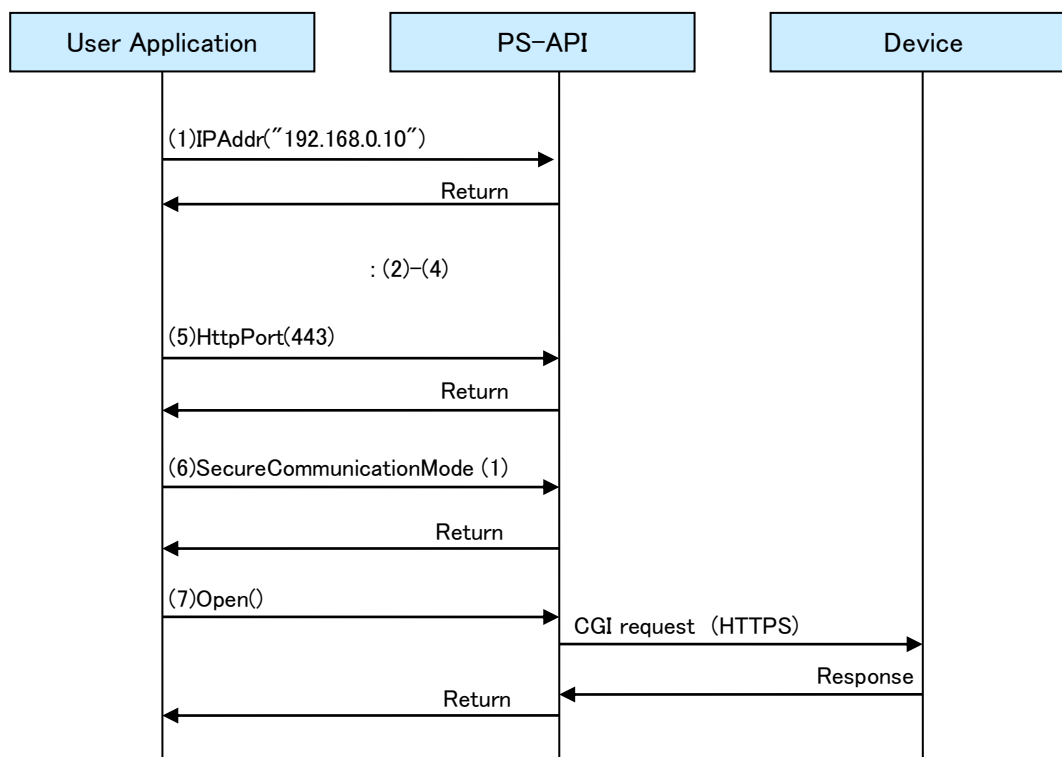 User Application
PS-API
Device
(1)IPAddr("192.168.0.10")
Return
: (2)-(4)
(5)HttpPort(443)
Return
(6)SecureCommunicationMode (1)
Return
(7)Open()
CGI request (HTTPS)
Response
Return